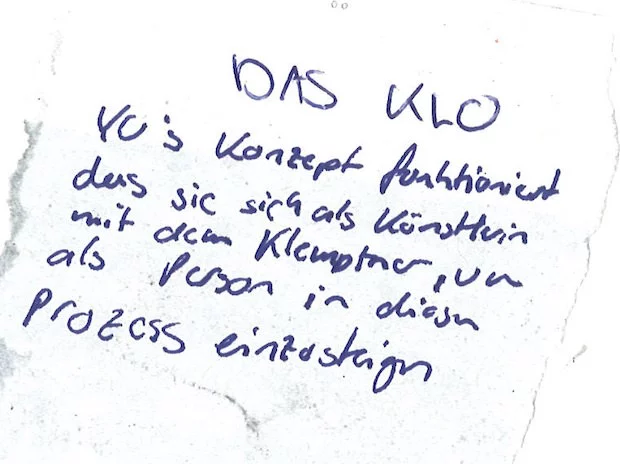 DAS KLO
YO's Konzept funktioniert
das sie sich als Künstlerin
mit dem Klemptner, um
als Person in diesen
Prozess einzusteigen